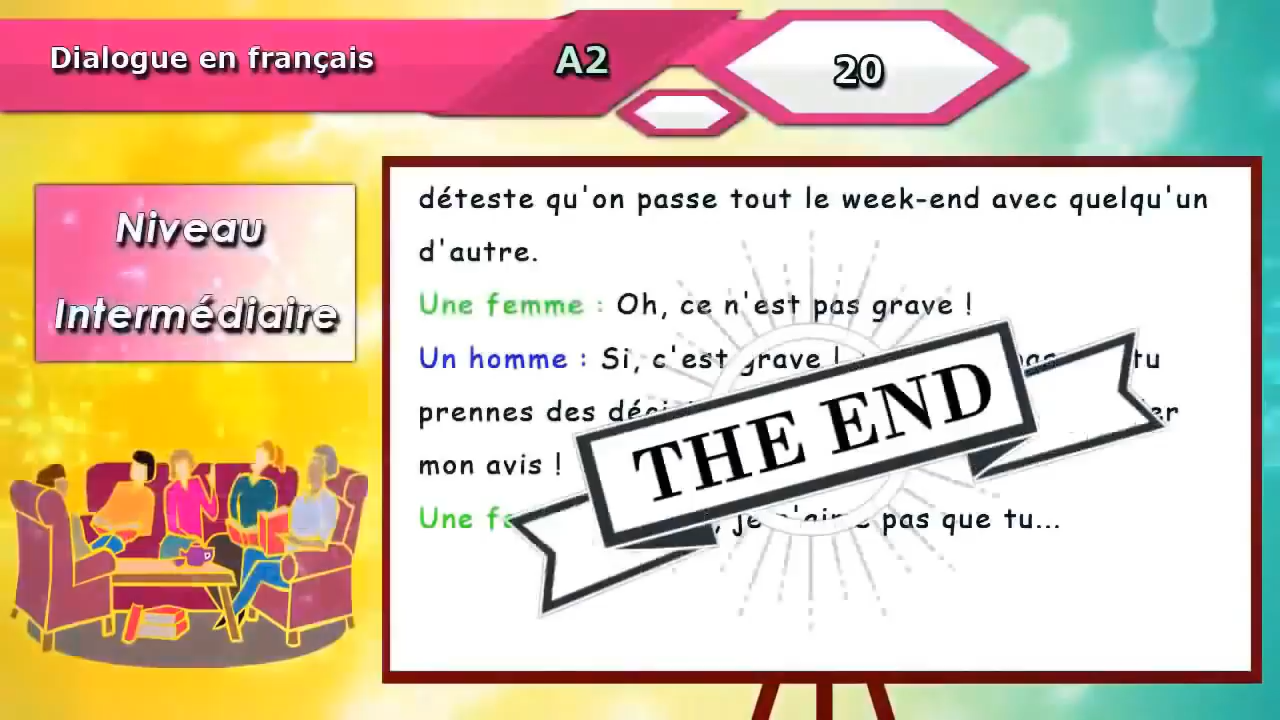 Dialogue en français
A2
20
Niveau
Intermédiaire
déteste qu'on passe tout le week-end avec quelqu'un
d'autre.
Une femme : Oh, ce n'est pas grave !
Un homme : Si, c'est grave ! tu
prennes des
mon avis !
Une pas que tu...
THE END